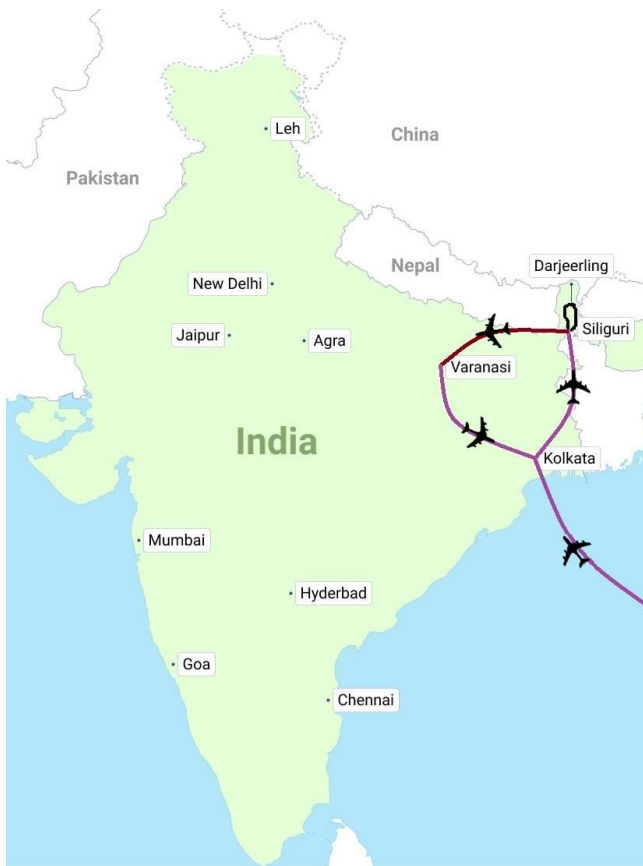 Leh
China
Pakistan
Nepal
Darjeerling
New Delhi
Siliguri
Jaipur
Agra
Varanasi
India
Kolkata
Mumbai
Hyderbad
Goa
Chennai